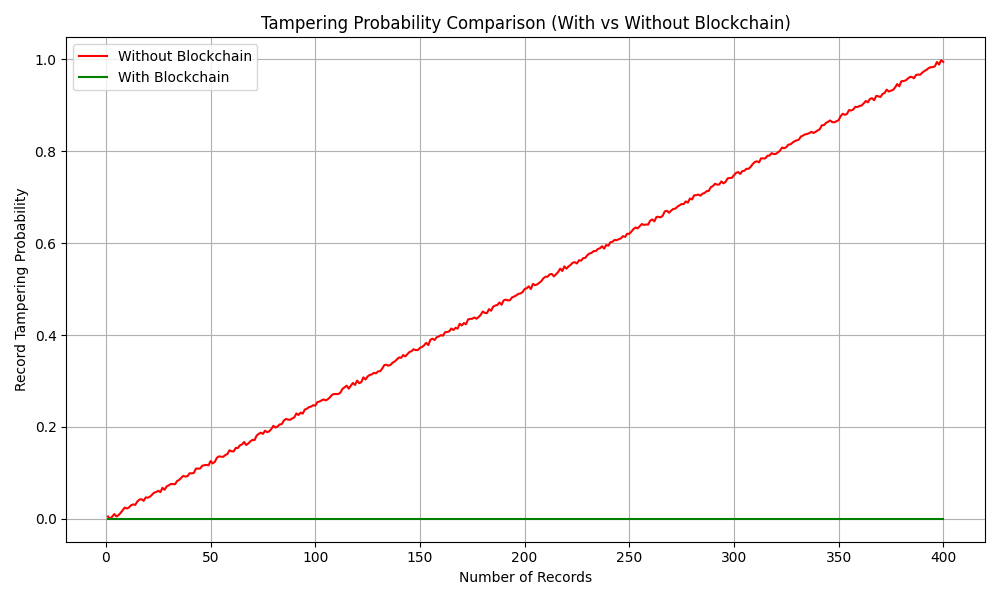 Tampering Probability Comparison (With vs Without Blockchain)
Without Blockchain
With Blockchain
1.0
0.8
0.6
0.4
0.2
0.0
Record Tampering Probability
0 50 100 150 200 250 300 350 400
Number of Records